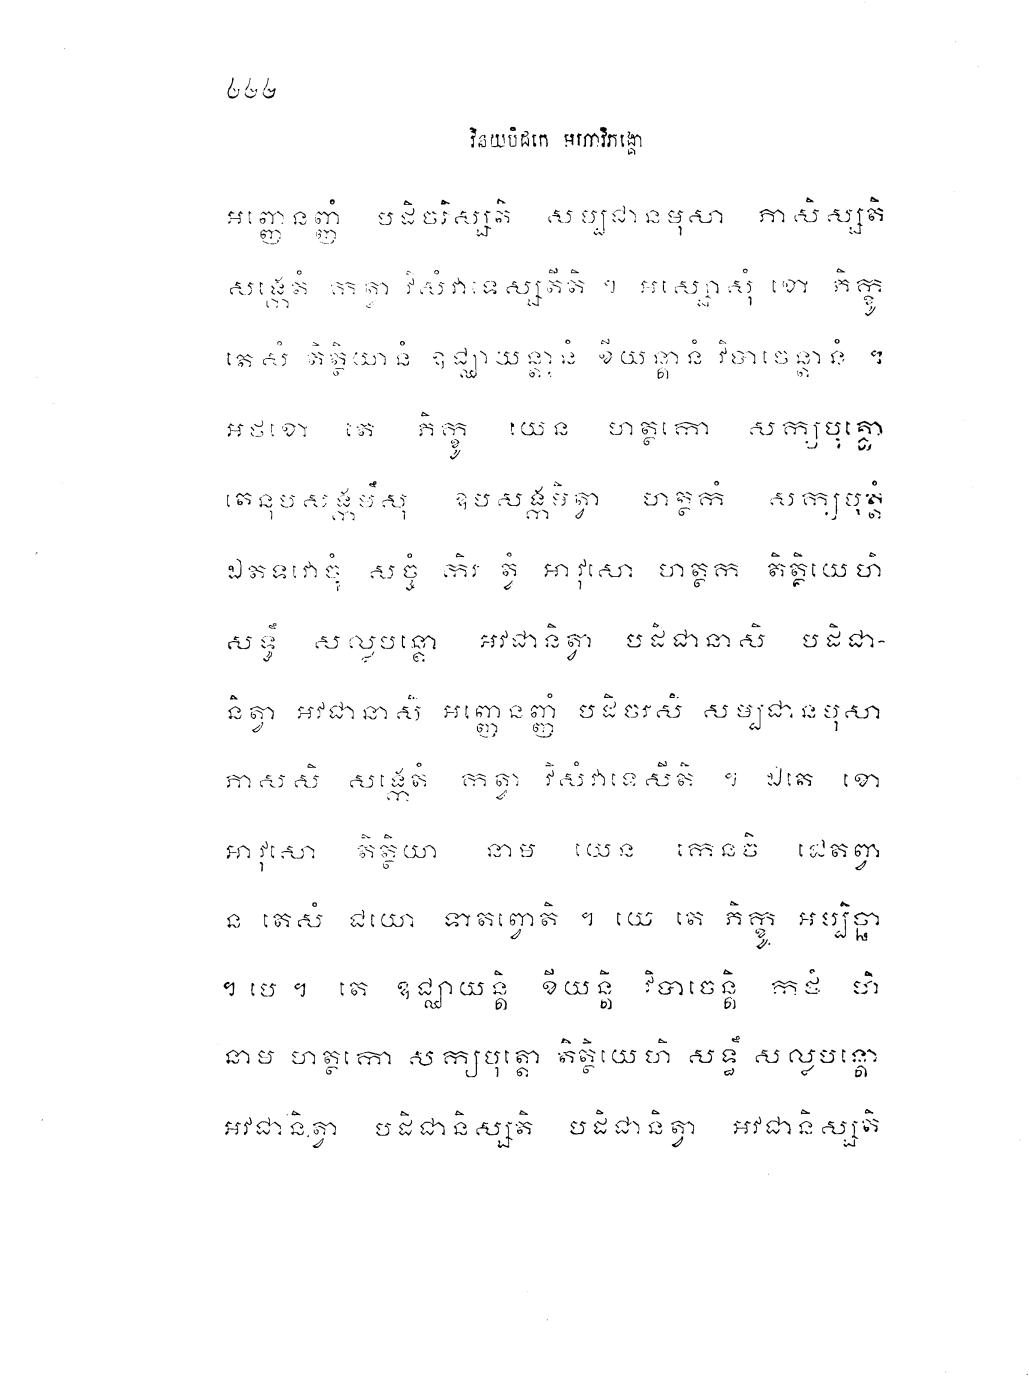 ៤៤៤
វិនយបិដកេ មហាវិភង្គោ
អញ្ញេនញ្ញំ បដិចរិស្សតិ សម្បជានមុសា ភាសិស្សតិ
សង្កេតំ កត្វា វិសំវាទេស្សតីតិ ។ អស្សោសុំ ខោ ភិក្ខូ
តេសំ តិត្ថិយានំ ឧជ្ឈាយន្តានំ ខីយន្តានំ វិបាចេន្តានំ ។
អថខោ តេ ភិក្ខូ យេន ហត្ថកោ សក្យបុត្តោ
តេនុបសង្កមឹសុ ឧបសង្កមិត្វា ហត្ថកំ សក្យបុត្តំ
ឯតទវោចុំ សច្ចំ កិរ ត្វំ អាវុសោ ហត្ថក តិត្ថិយេហិ
សទ្ធឹ សល្លបន្តោ អវជានិត្វា បដិជានាសិ បដិជា-
និត្វា អវជានាសិ អញ្ញេនញ្ញំ បដិចរសិ សម្បជានមុសា
ភាសសិ សង្កេតំ កត្វា វិសំវាទេសីតិ ។ ឯតេ ខោ
អាវុសោ តិត្ថិយា នាម យេន កេនចិ ជេតព្វា
ន តេសំ ជយោ ទាតព្វោតិ ។ យេ តេ ភិក្ខូ អប្បិច្ឆា
។ បេ ។ តេ ឧជ្ឈាយន្តិ ខីយន្តិ វិបាចេន្តិ កថំ ហិ
នាម ហត្ថកោ សក្យបុត្តោ តិត្ថិយេហិ សទ្ធឹ សល្លបន្តោ
អវជានិត្វា បដិជានិស្សតិ បដិជានិត្វា អវជានិស្សតិ